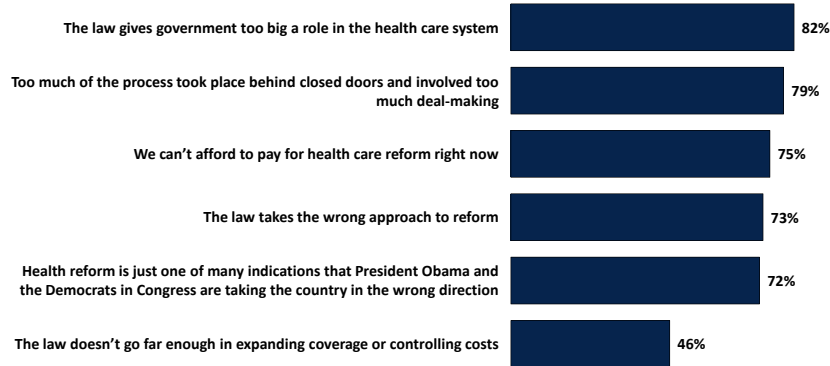 The law gives government too big a role in the health care system
82%
Too much of the process took place behind closed doors and involved too
much deal-making
79%
We can’t afford to pay for health care reform right now
75%
The law takes the wrong approach to reform
73%
Health reform is just one of many indications that President Obama and
the Democrats in Congress are taking the country in the wrong direction
72%
The law doesn’t go far enough in expanding coverage or controlling costs
46%